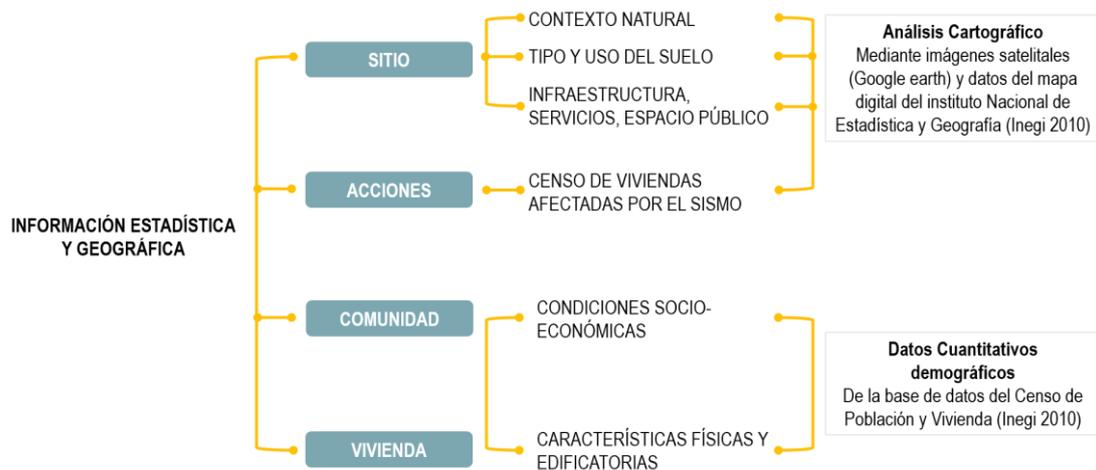 INFORMACIÓN ESTADÍSTICA
Y GEOGRÁFICA
SITIO
CONTEXTO NATURAL
TIPO Y USO DEL SUELO
INFRAESTRUCTURA,
SERVICIOS, ESPACIO PÚBLICO
ACCIONES
CENSO DE VIVIENDAS
AFECTADAS POR EL SISMO
Análisis Cartográfico
Mediante imágenes satelitales
(Google earth) y datos del mapa
digital del instituto Nacional de
Estadística y Geografía (Inegi 2010)
COMUNIDAD
CONDICIONES SOCIO-
ECONÓMICAS
VIVIENDA
CARACTERÍSTICAS FÍSICAS Y
EDIFICATORIAS
Datos Cuantitativos
demográficos
De la base de datos del Censo de
Población y Vivienda (Inegi 2010)